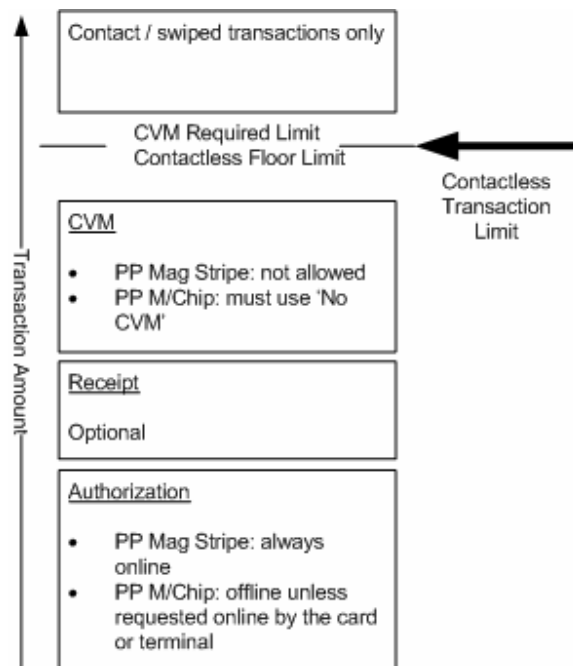 Contact / swiped transactions only
CVM Required Limit
Contactless Floor Limit
Contactless
Transaction
Limit
Transaction Amount
CVM
• PP Mag Stripe: not allowed
• PP M/Chip: must use ‘No
CVM’
Receipt
Optional
Authorization
• PP Mag Stripe: always
online
• PP M/Chip: offline unless
requested online by the card
or terminal